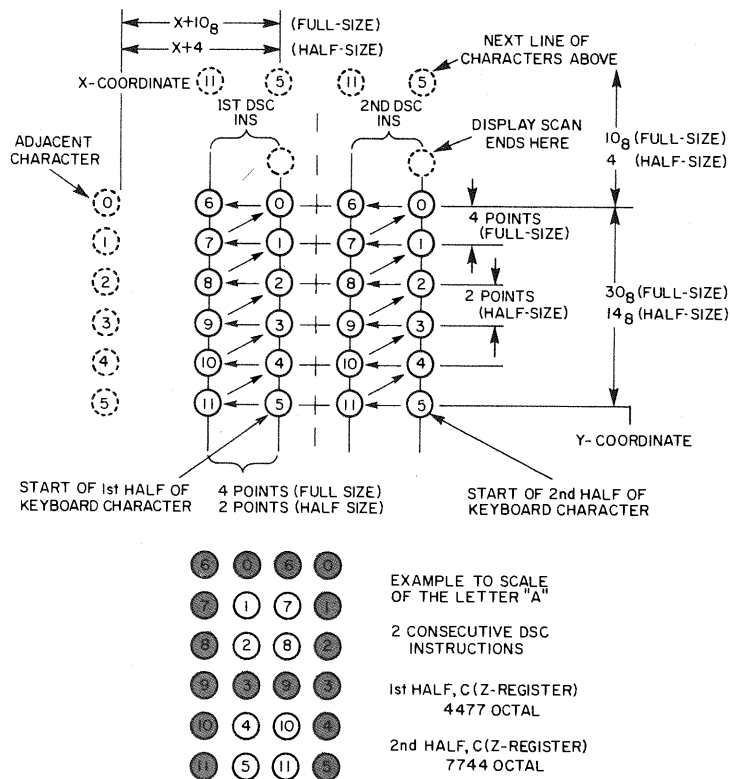 X+10₈ (FULL-SIZE)
X+4 (HALF-SIZE)
NEXT LINE OF
CHARACTERS ABOVE
X-COORDINATE 11 5 11 5
1ST DSC
INS
2ND DSC
INS
DISPLAY SCAN
ENDS HERE
10₈ (FULL-SIZE)
4 (HALF-SIZE)
ADJACENT
CHARACTER
0 6 0 6 0
4 POINTS
(FULL-SIZE)
1 7 1 7 1
2 8 2 8 2
2 POINTS
(HALF-SIZE)
30₈ (FULL-SIZE)
14₈ (HALF-SIZE)
3 9 3 9 3
4 10 4 10 4
5 11 5 11 5
Y-COORDINATE
START OF 1st HALF OF
KEYBOARD CHARACTER
4 POINTS (FULL SIZE)
2 POINTS (HALF SIZE)
START OF 2nd HALF OF
KEYBOARD CHARACTER
6 0 6 0
7 1 7 1
8 2 8 2
9 3 9 3
10 4 10 4
11 5 11 5
EXAMPLE TO SCALE
OF THE LETTER "A"
2 CONSECUTIVE DSC
INSTRUCTIONS
1st HALF, C(Z-REGISTER)
4477 OCTAL
2nd HALF, C(Z-REGISTER)
7744 OCTAL